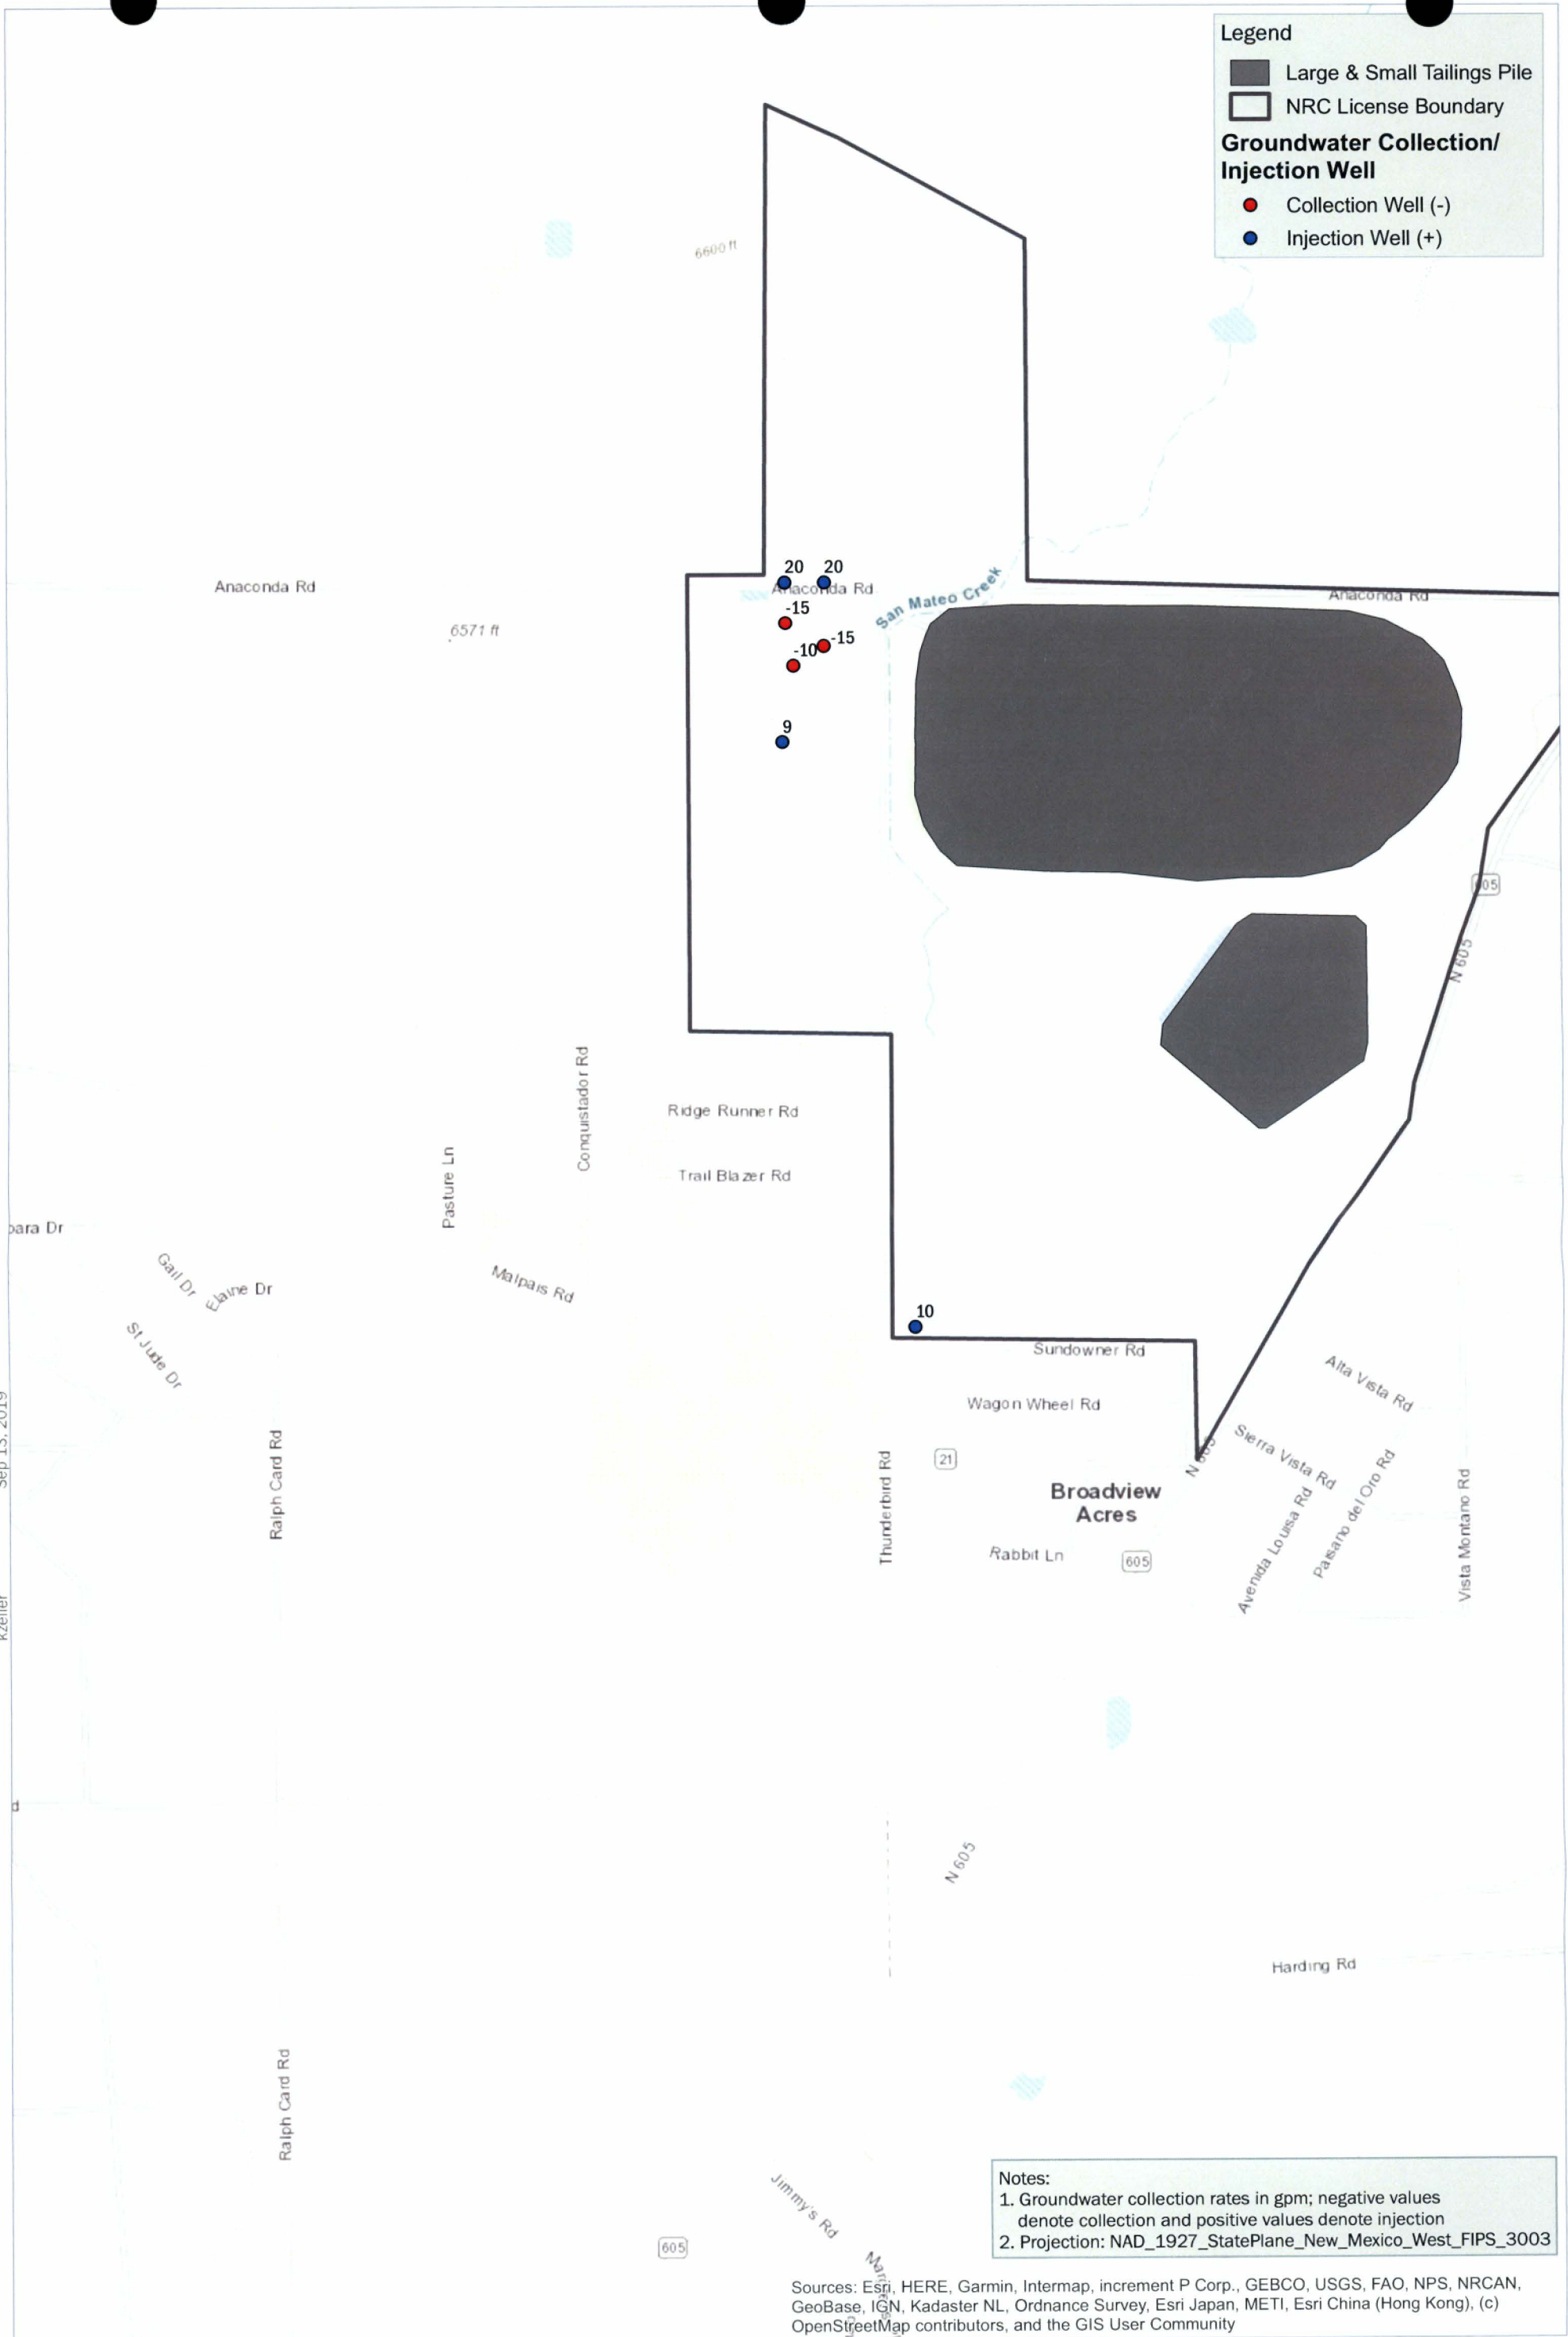 Legend
Large & Small Tailings Pile
NRC License Boundary
Groundwater Collection/
Injection Well
Collection Well (-)
Injection Well (+)
6600 ft
20
20
Anaconda Rd
Anaconda Rd
San Mateo Creek
Anaconda Rd
-15
6571 ft
-15
-10
9
N 605
Conquistador Rd
Ridge Runner Rd
Pasture Ln
Trail Blazer Rd
Dr
Gail Dr
Elaine Dr
Malpais Rd
St Jude Dr
10
Sundowner Rd
Alta Vista Rd
Sep 13, 2019
Wagon Wheel Rd
Sierra Vista Rd
Ralph Card Rd
Thunderbird Rd
21
N 605
Broadview
Acres
Paisano del Oro Rd
Avenida Louisa Rd
Vista Montano Rd
Rabbit Ln
605
kzeller
N 605
Harding Rd
Ralph Card Rd
Jimmy's Rd
605
Notes:
1. Groundwater collection rates in gpm; negative values
denote collection and positive values denote injection
2. Projection: NAD_1927_StatePlane_New_Mexico_West_FIPS_3003
Sources: Esri, HERE, Garmin, Intermap, increment P Corp., GEBCO, USGS, FAO, NPS, NRCAN,
GeoBase, IGN, Kadaster NL, Ordnance Survey, Esri Japan, METI, Esri China (Hong Kong), (c)
OpenStreetMap contributors, and the GIS User Community